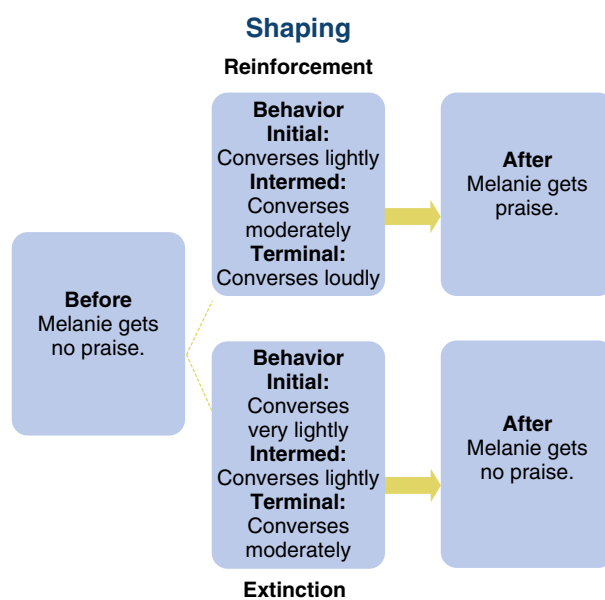 Shaping
Reinforcement
Behavior
Initial:
Converses lightly
Intermed:
Converses
moderately
Terminal:
Converses loudly
After
Melanie gets
praise.
Before
Melanie gets
no praise.
Behavior
Initial:
Converses
very lightly
Intermed:
Converses lightly
Terminal:
Converses
moderately
After
Melanie gets
no praise.
Extinction